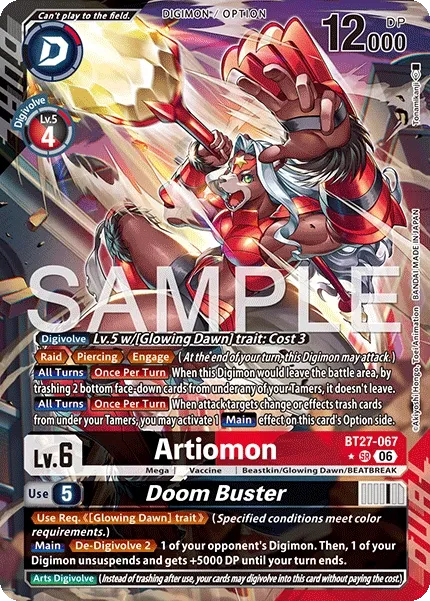 Can't play to the field.
DIGIMON / OPTION
DP
12000
D
Digivolve
Lv.5
4
Tonamikanji
SAMPLE
©Akiyoshi Hongo, Toei Animation BANDAI MADE IN JAPAN
Digivolve Lv.5 w/[Glowing Dawn] trait: Cost 3
Raid Piercing Engage (At the end of your turn, this Digimon may attack.)
All Turns Once Per Turn When this Digimon would leave the battle area, by
trashing 2 bottom face-down cards from under any of your Tamers, it doesn't leave.
All Turns Once Per Turn When attack targets change or effects trash cards
from under your Tamers, you may activate 1 Main effect on this card's Option side.
Lv.6
Artiomon
BT27-067
SR 06
Mega Vaccine Beastkin/Glowing Dawn/BEATBREAK
Use 5
Doom Buster
Use Req. 《[Glowing Dawn] trait》 (Specified conditions meet color
requirements.)
Main De-Digivolve 2 1 of your opponent's Digimon. Then, 1 of your
Digimon unsuspends and gets +5000 DP until your turn ends.
Arts Digivolve (Instead of trashing after use, your cards may digivolve into this card without paying the cost.)